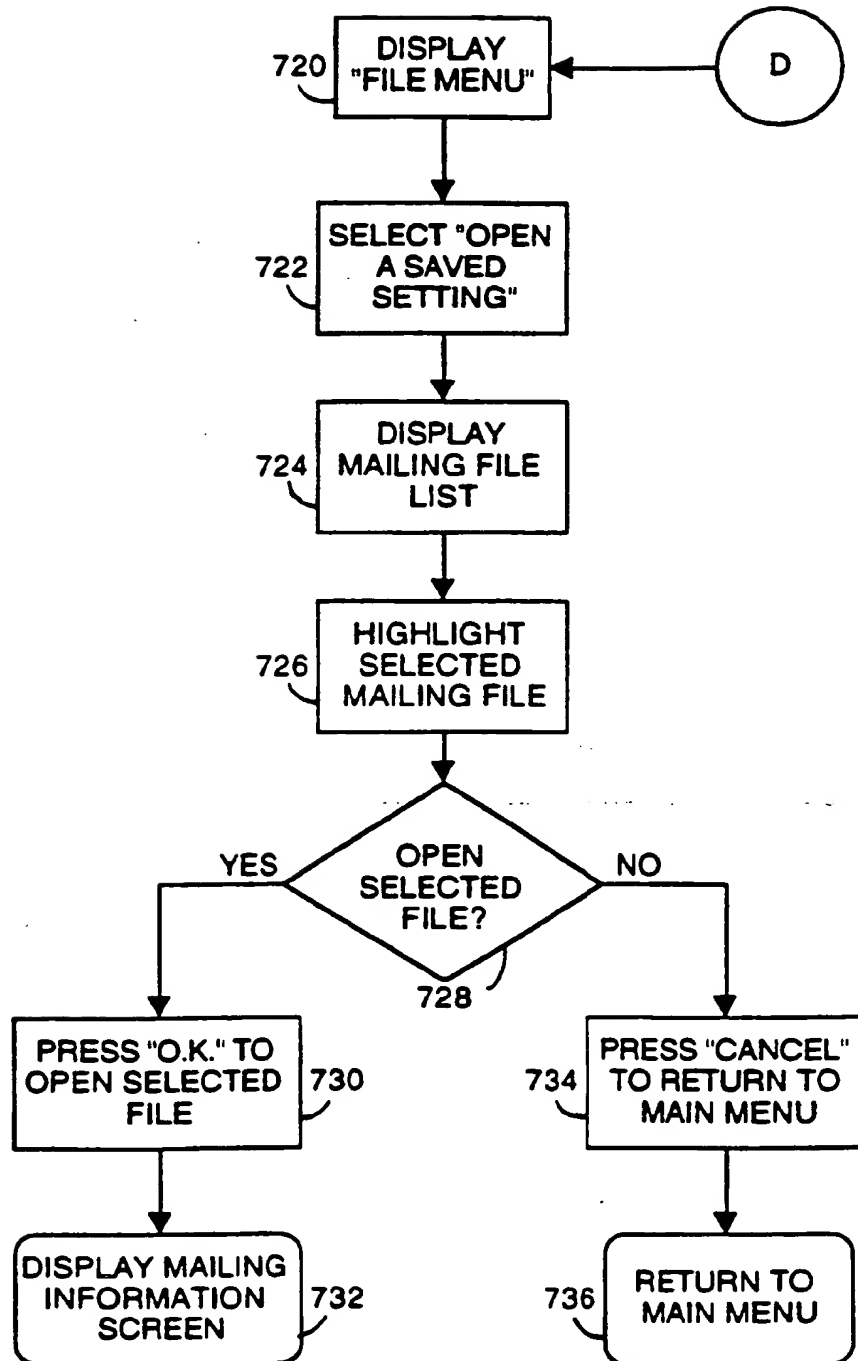 720
DISPLAY
"FILE MENU"
D
722
SELECT "OPEN
A SAVED
SETTING"
724
DISPLAY
MAILING FILE
LIST
726
HIGHLIGHT
SELECTED
MAILING FILE
YES
OPEN
SELECTED
FILE?
NO
728
PRESS "O.K." TO
OPEN SELECTED
FILE
730
734
PRESS "CANCEL"
TO RETURN TO
MAIN MENU
DISPLAY MAILING
INFORMATION
SCREEN
732
736
RETURN TO
MAIN MENU